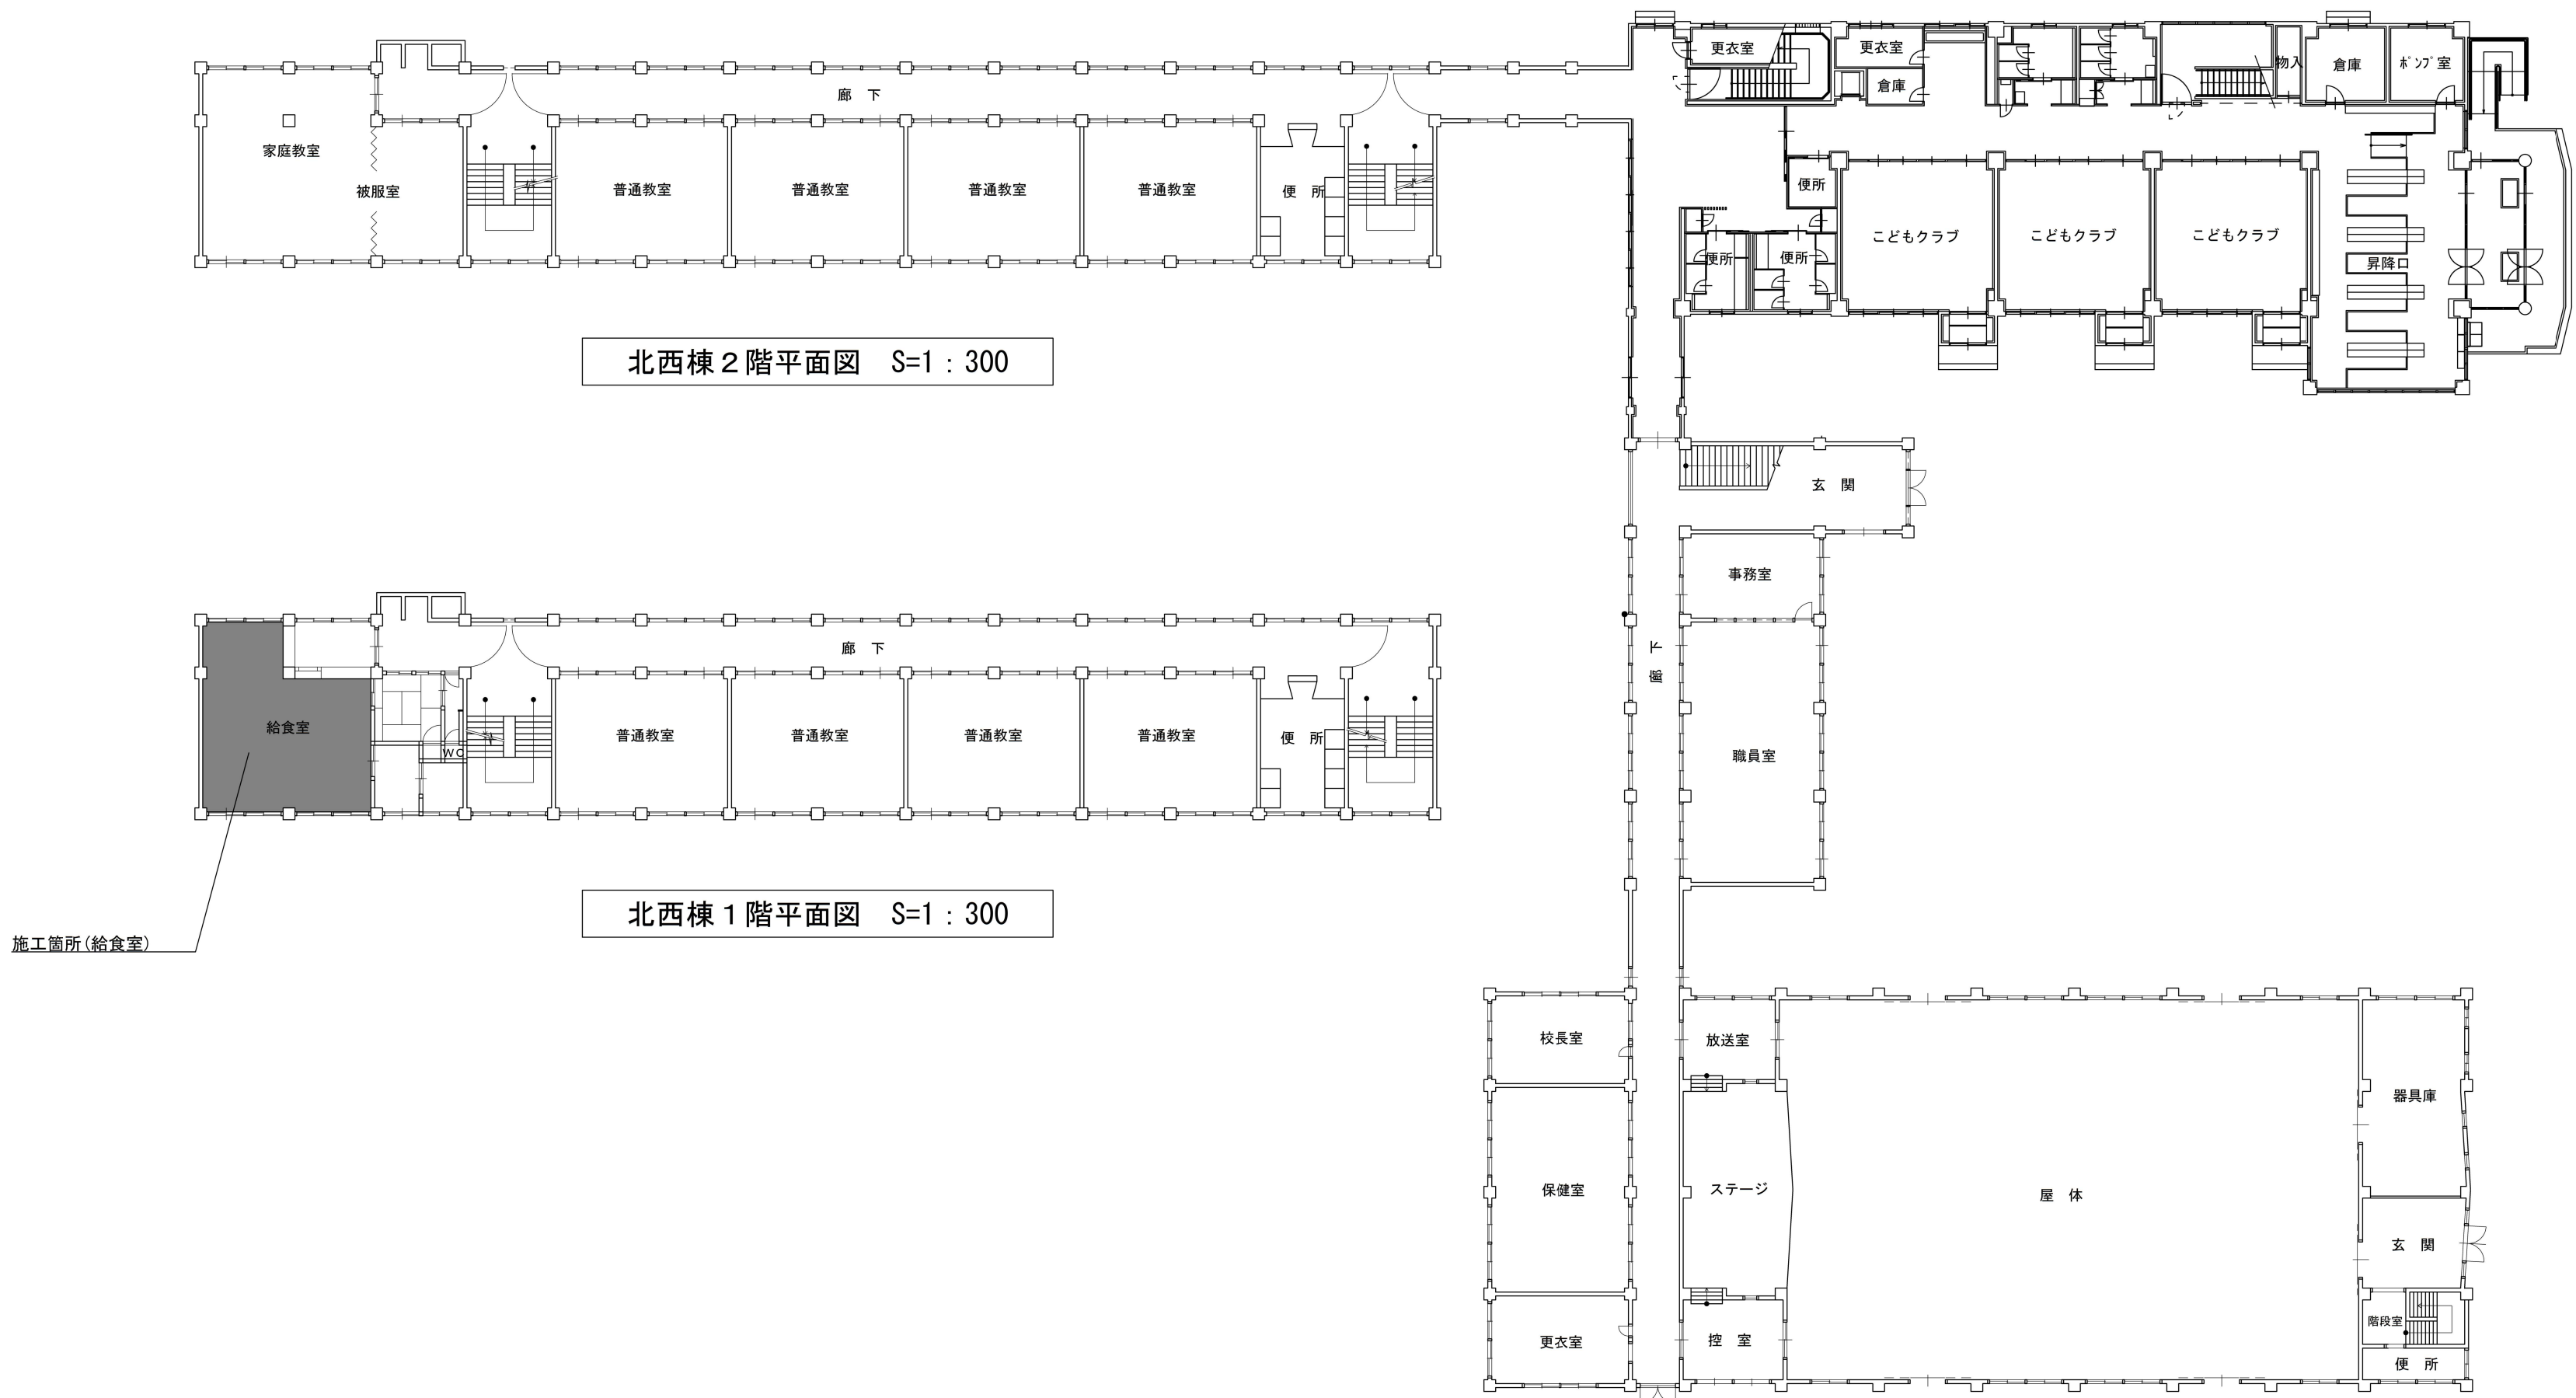 更衣室
更衣室
倉庫
物入
倉庫
ﾎﾟﾝﾌﾟ室
廊　下
家庭教室
被服室
普通教室
普通教室
普通教室
普通教室
便　所
便所
便所
便所
こどもクラブ
こどもクラブ
こどもクラブ
昇降口
北西棟２階平面図　S=1：300
玄　関
事務室
廊　下
職員室
廊　下
給食室
WC
普通教室
普通教室
普通教室
普通教室
便　所
北西棟１階平面図　S=1：300
施工箇所(給食室)
校長室
放送室
器具庫
保健室
ステージ
屋　体
玄　関
更衣室
控　室
階段室
便　所